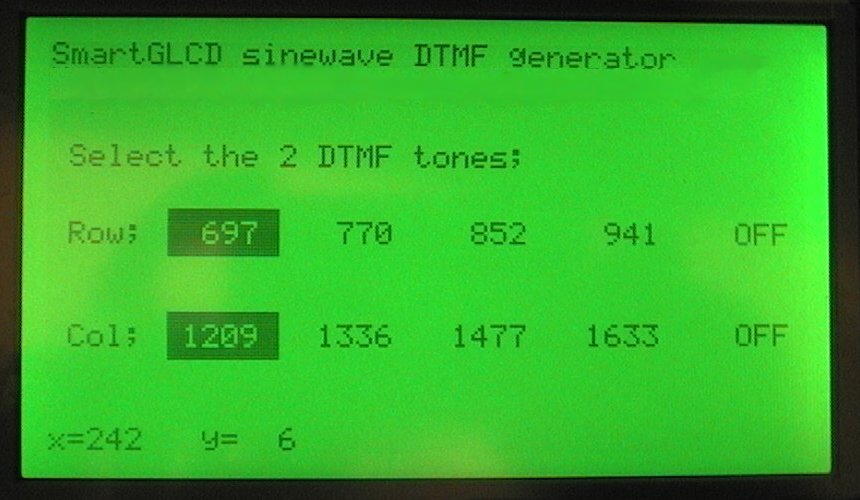 SmartGLCD sinewave DTMF generator
Select the 2 DTMF tones;
Row; 697 770 852 941 OFF
Col; 1209 1336 1477 1633 OFF
x=242 y= 6